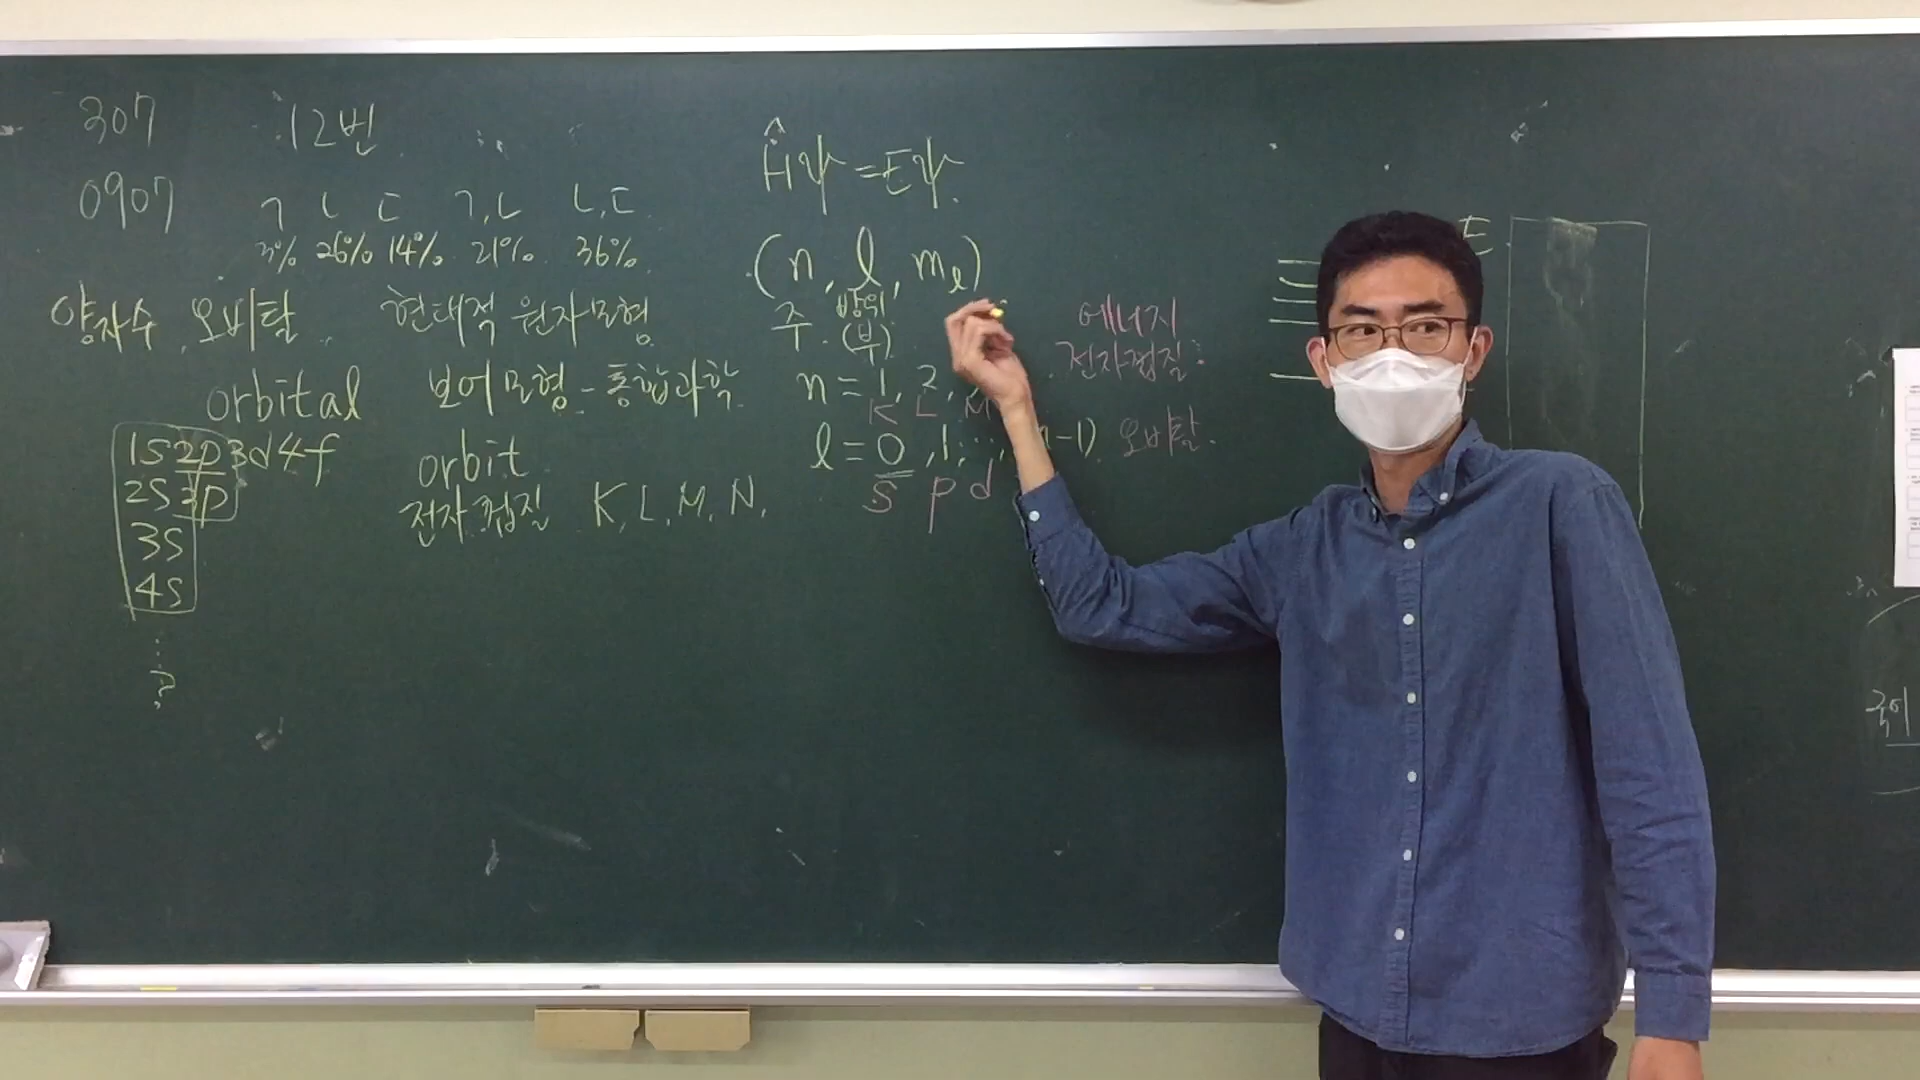 307
12번
0907
ㄱ ㄴ ㄷ ㄱ,ㄴ ㄴ,ㄷ
3% 26% 14% 21% 36%
양자수, 오비탈 현대적 원자모형
orbital 보어모형 - 통합과학
1s 2p 3d 4f
2s 3p
3s
4s
⋮
?
orbit
전자껍질 K, L, M, N,
Ĥψ = Eψ.
(n, l, mₗ)
주 방위
(부)
n = 1, 2,
K L M
에너지
전자껍질
l = 0, 1, ..., n-1) 오비탈
s p d
E